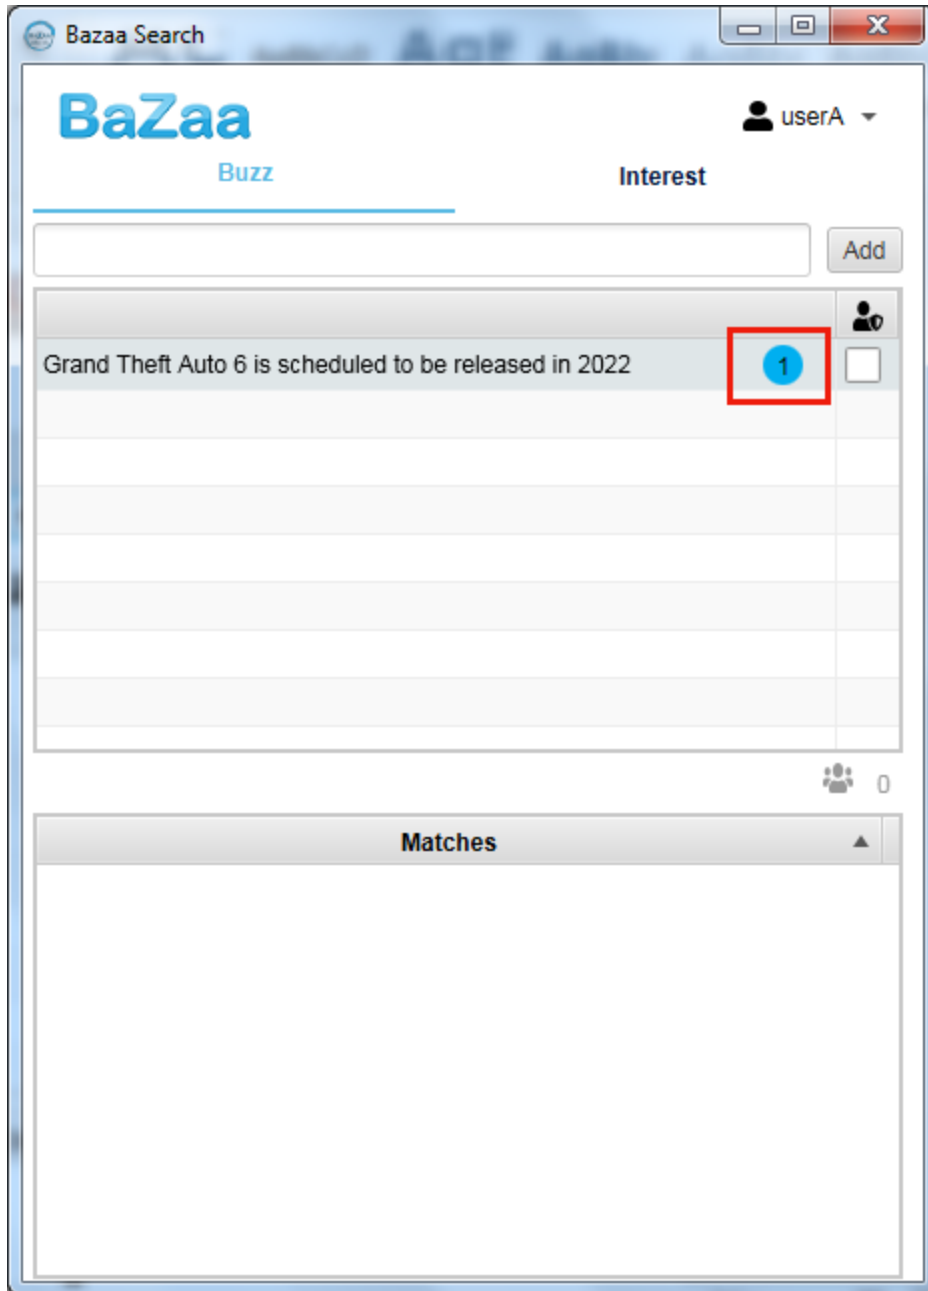 Bazaa Search
BaZaa
userA
Buzz
Interest
Add
Grand Theft Auto 6 is scheduled to be released in 2022
1
0
Matches